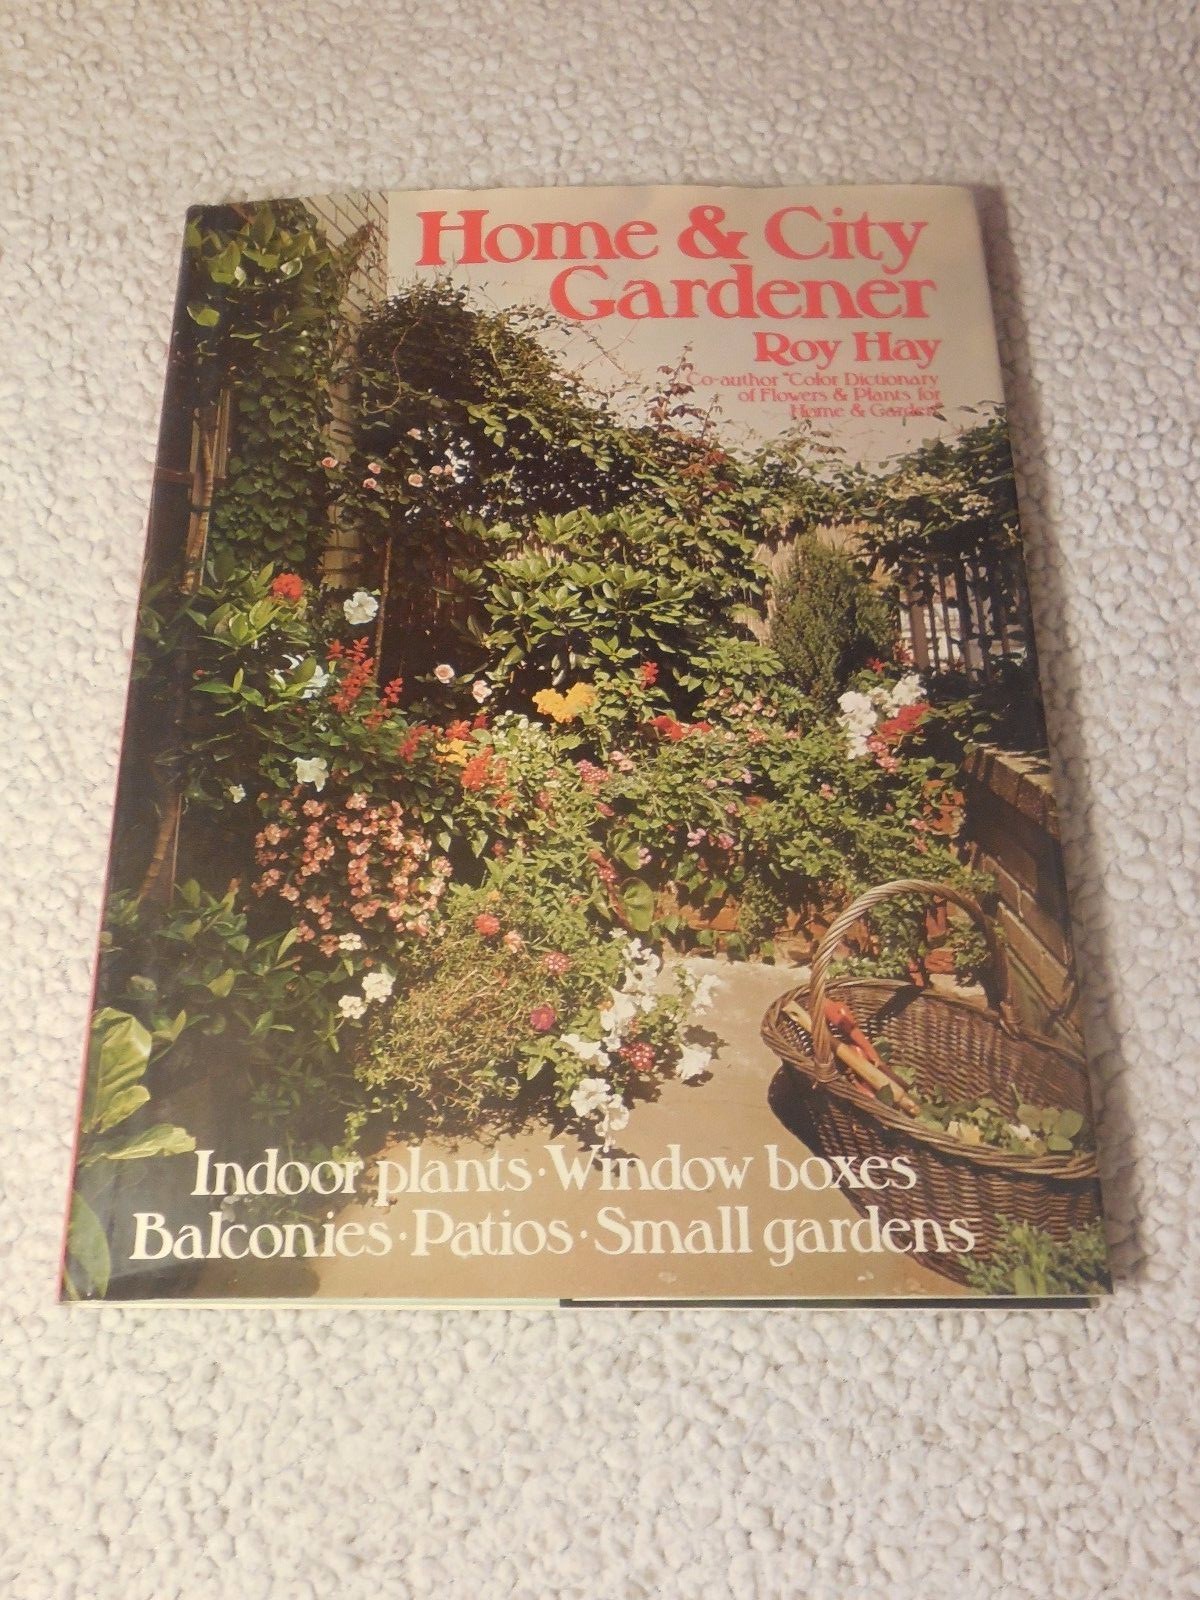 Home & City
Gardener
Roy Hay
Co-author "Color Dictionary
of Flowers & Plants for
Home & Garden"
Indoor plants·Window boxes
Balconies·Patios·Small gardens